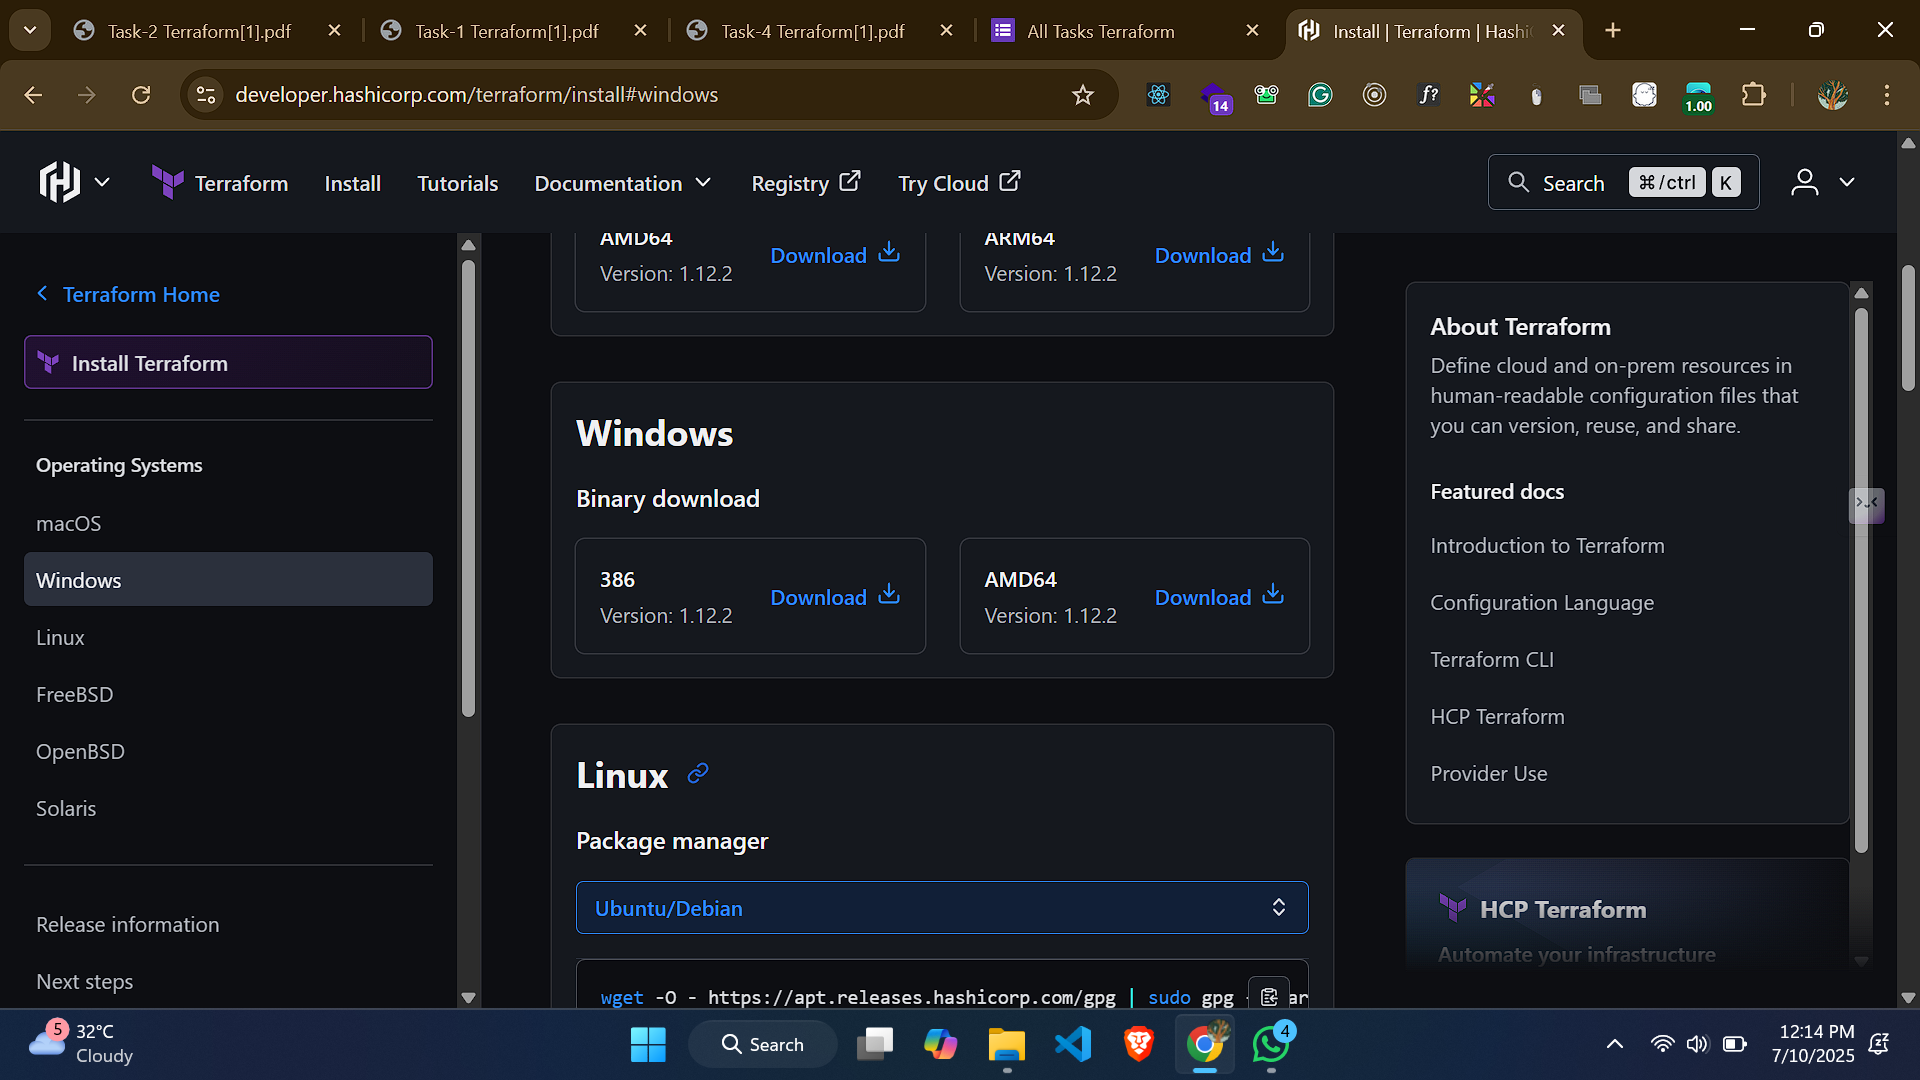 Task-2 Terraform[1].pdf
Task-1 Terraform[1].pdf
Task-4 Terraform[1].pdf
All Tasks Terraform
Install | Terraform | Hashi
developer.hashicorp.com/terraform/install#windows
14
f?
1.00
Terraform
Install
Tutorials
Documentation
Registry
Try Cloud
Search
⌘/ctrl
K
Terraform Home
Install Terraform
Operating Systems
macOS
Windows
Linux
FreeBSD
OpenBSD
Solaris
Release information
Next steps
AMD64
Version: 1.12.2
Download
ARM64
Version: 1.12.2
Download
Windows
Binary download
386
Version: 1.12.2
Download
AMD64
Version: 1.12.2
Download
Linux
Package manager
Ubuntu/Debian
wget -O - https://apt.releases.hashicorp.com/gpg | sudo gpg -
ar
About Terraform
Define cloud and on-prem resources in
human-readable configuration files that
you can version, reuse, and share.
Featured docs
Introduction to Terraform
Configuration Language
Terraform CLI
HCP Terraform
Provider Use
HCP Terraform
Automate your infrastructure
5
32°C
Cloudy
Search
4
12:14 PM
7/10/2025